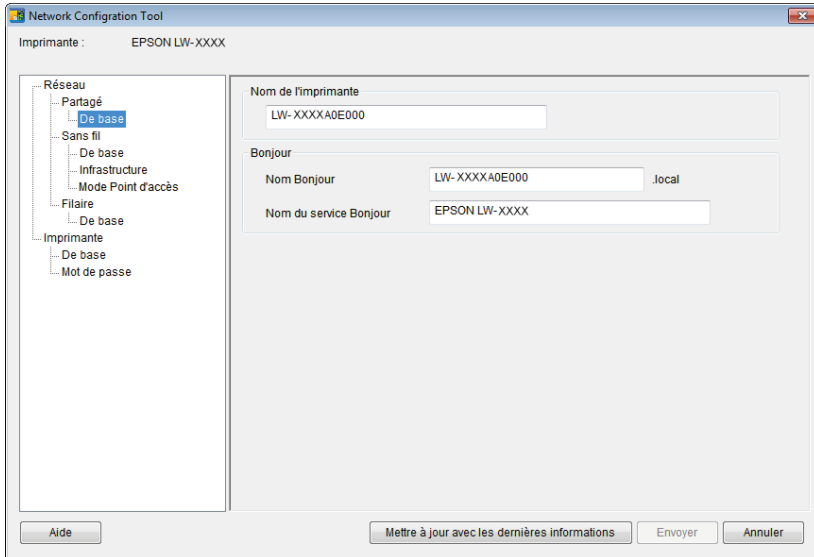 Network Configration Tool
Imprimante : EPSON LW-XXXX
Réseau
Partagé
De base
Sans fil
De base
Infrastructure
Mode Point d'accès
Filaire
De base
Imprimante
De base
Mot de passe
Nom de l'imprimante
LW-XXXXA0E000
Bonjour
Nom Bonjour LW-XXXXA0E000 .local
Nom du service Bonjour EPSON LW-XXXX
Aide Mettre à jour avec les dernières informations Envoyer Annuler